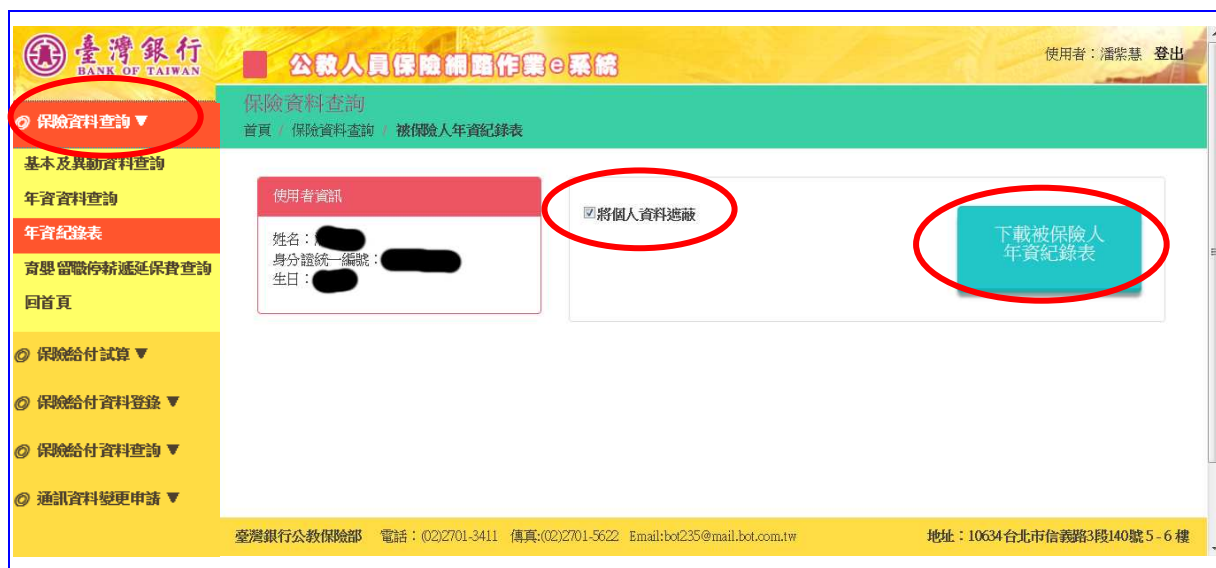 臺灣銀行
BANK OF TAIWAN
公教人員保險網路作業e系統
使用者：潘紫慧 登出
保險資料查詢▼
基本及異動資料查詢
年資資料查詢
年資紀錄表
育嬰留職停薪遞延保費查詢
回首頁
保險給付試算▼
保險給付資料登錄▼
保險給付資料查詢▼
通訊資料變更申請▼
保險資料查詢
首頁 / 保險資料查詢 / 被保險人年資紀錄表
使用者資訊
姓名：
身分證統一編號：
生日：
將個人資料遮蔽
下載被保險人
年資紀錄表
臺灣銀行公教保險部 電話：(02)2701-3411 傳真:(02)2701-5622 Email:bot235@mail.bot.com.tw 地址：10634台北市信義路3段140號5-6樓